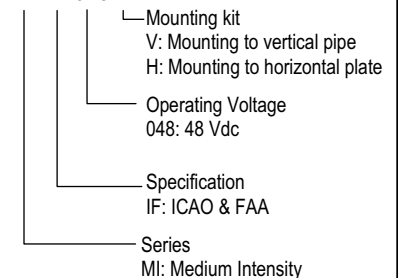 Mounting kit
V: Mounting to vertical pipe
H: Mounting to horizontal plate
Operating Voltage
048: 48 Vdc
Specification
IF: ICAO & FAA
Series
MI: Medium Intensity